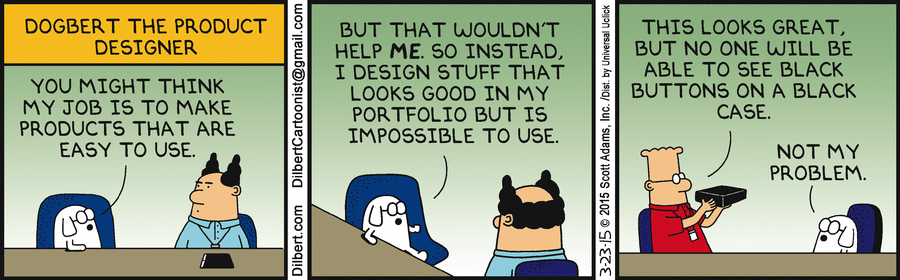 DOGBERT THE PRODUCT
DESIGNER
YOU MIGHT THINK
MY JOB IS TO MAKE
PRODUCTS THAT ARE
EASY TO USE.
Dilbert.com DilbertCartoonist@gmail.com
BUT THAT WOULDN'T
HELP ME. SO INSTEAD,
I DESIGN STUFF THAT
LOOKS GOOD IN MY
PORTFOLIO BUT IS
IMPOSSIBLE TO USE.
3-23-15 © 2015 Scott Adams, Inc. /Dist. by Universal Uclick
THIS LOOKS GREAT,
BUT NO ONE WILL BE
ABLE TO SEE BLACK
BUTTONS ON A BLACK
CASE.
NOT MY
PROBLEM.